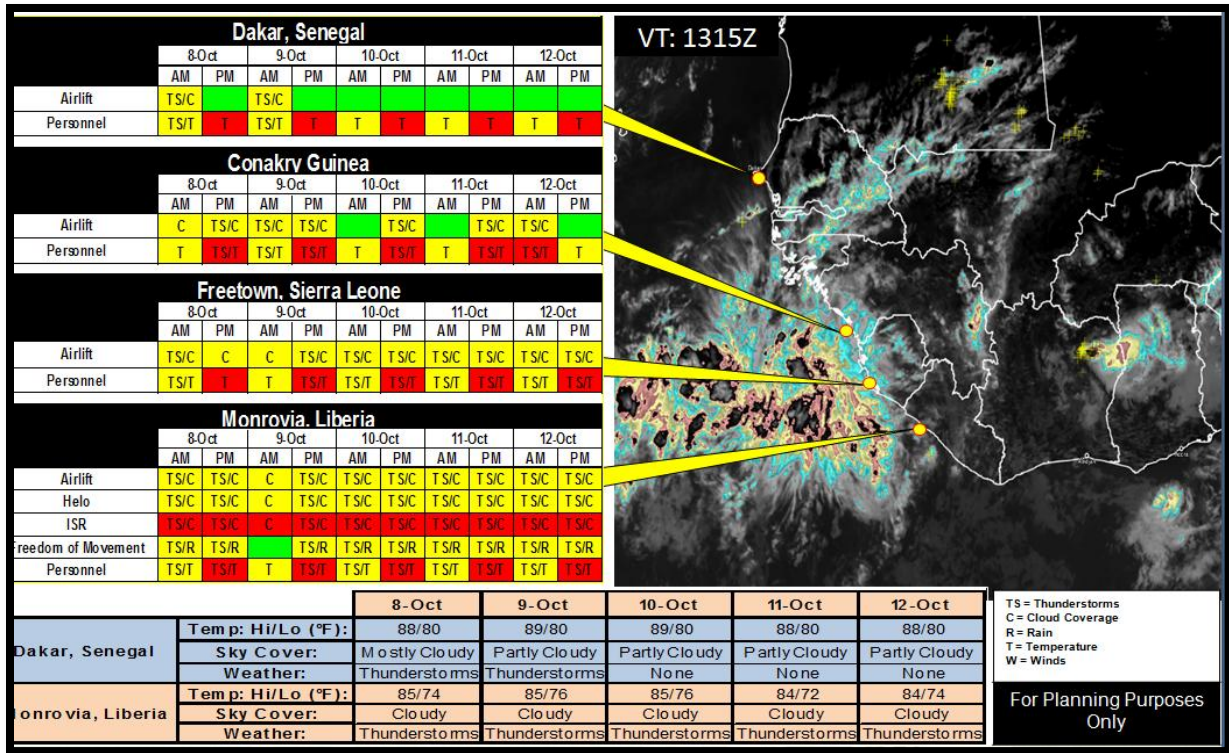 Dakar, Senegal
8-Oct 9-Oct 10-Oct 11-Oct 12-Oct
AM PM AM PM AM PM AM PM AM PM
Airlift TS/C TS/C
Personnel TS/T T TS/T T T T T T T T
Conakry Guinea
8-Oct 9-Oct 10-Oct 11-Oct 12-Oct
AM PM AM PM AM PM AM PM AM PM
Airlift C TS/C TS/C TS/C TS/C TS/C TS/C
Personnel T TS/T TS/T TS/T T TS/T T TS/T TS/T T
Freetown, Sierra Leone
8-Oct 9-Oct 10-Oct 11-Oct 12-Oct
AM PM AM PM AM PM AM PM AM PM
Airlift TS/C C C TS/C TS/C TS/C TS/C TS/C TS/C TS/C
Personnel TS/T T T TS/T TS/T TS/T TS/T TS/T TS/T TS/T
Monrovia, Liberia
8-Oct 9-Oct 10-Oct 11-Oct 12-Oct
AM PM AM PM AM PM AM PM AM PM
Airlift TS/C TS/C C TS/C TS/C TS/C TS/C TS/C TS/C TS/C
Helo TS/C TS/C C TS/C TS/C TS/C TS/C TS/C TS/C TS/C
ISR TS/C TS/C C TS/C TS/C TS/C TS/C TS/C TS/C TS/C
Freedom of Movement TS/R TS/R TS/R TS/R TS/R TS/R TS/R TS/R TS/R
Personnel TS/T TS/T T TS/T TS/T TS/T TS/T TS/T TS/T TS/T
VT: 1315Z
Dakar
Accra
8-Oct 9-Oct 10-Oct 11-Oct 12-Oct
Dakar, Senegal
Temp: Hi/Lo (°F): 88/80 89/80 89/80 88/80 88/80
Sky Cover: Mostly Cloudy Partly Cloudy Partly Cloudy Partly Cloudy Partly Cloudy
Weather: Thunderstorms Thunderstorms None None None
onrovia, Liberia
Temp: Hi/Lo (°F): 85/74 85/76 85/76 84/72 84/74
Sky Cover: Cloudy Cloudy Cloudy Cloudy Cloudy
Weather: Thunderstorms Thunderstorms Thunderstorms Thunderstorms Thunderstorms
TS = Thunderstorms
C = Cloud Coverage
R = Rain
T = Temperature
W = Winds
For Planning Purposes
Only